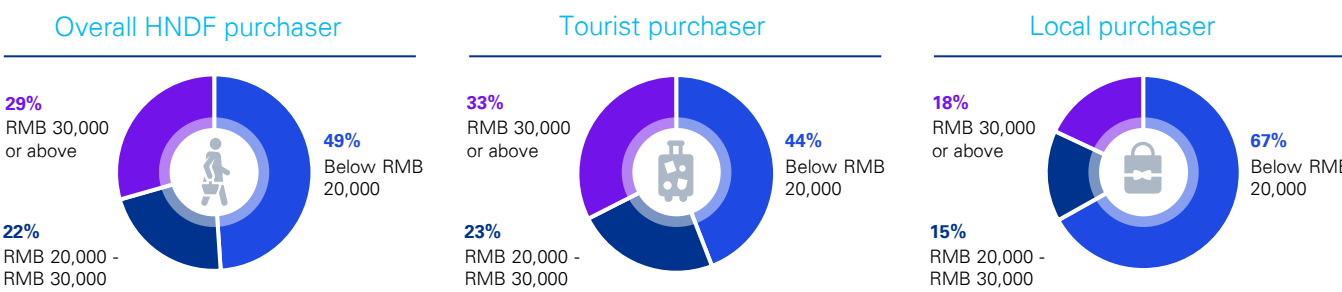 Overall HNDF purchaser
29%
RMB 30,000
or above
49%
Below RMB
20,000
22%
RMB 20,000 -
RMB 30,000
Tourist purchaser
33%
RMB 30,000
or above
44%
Below RMB
20,000
23%
RMB 20,000 -
RMB 30,000
Local purchaser
18%
RMB 30,000
or above
67%
Below RMB
20,000
15%
RMB 20,000 -
RMB 30,000